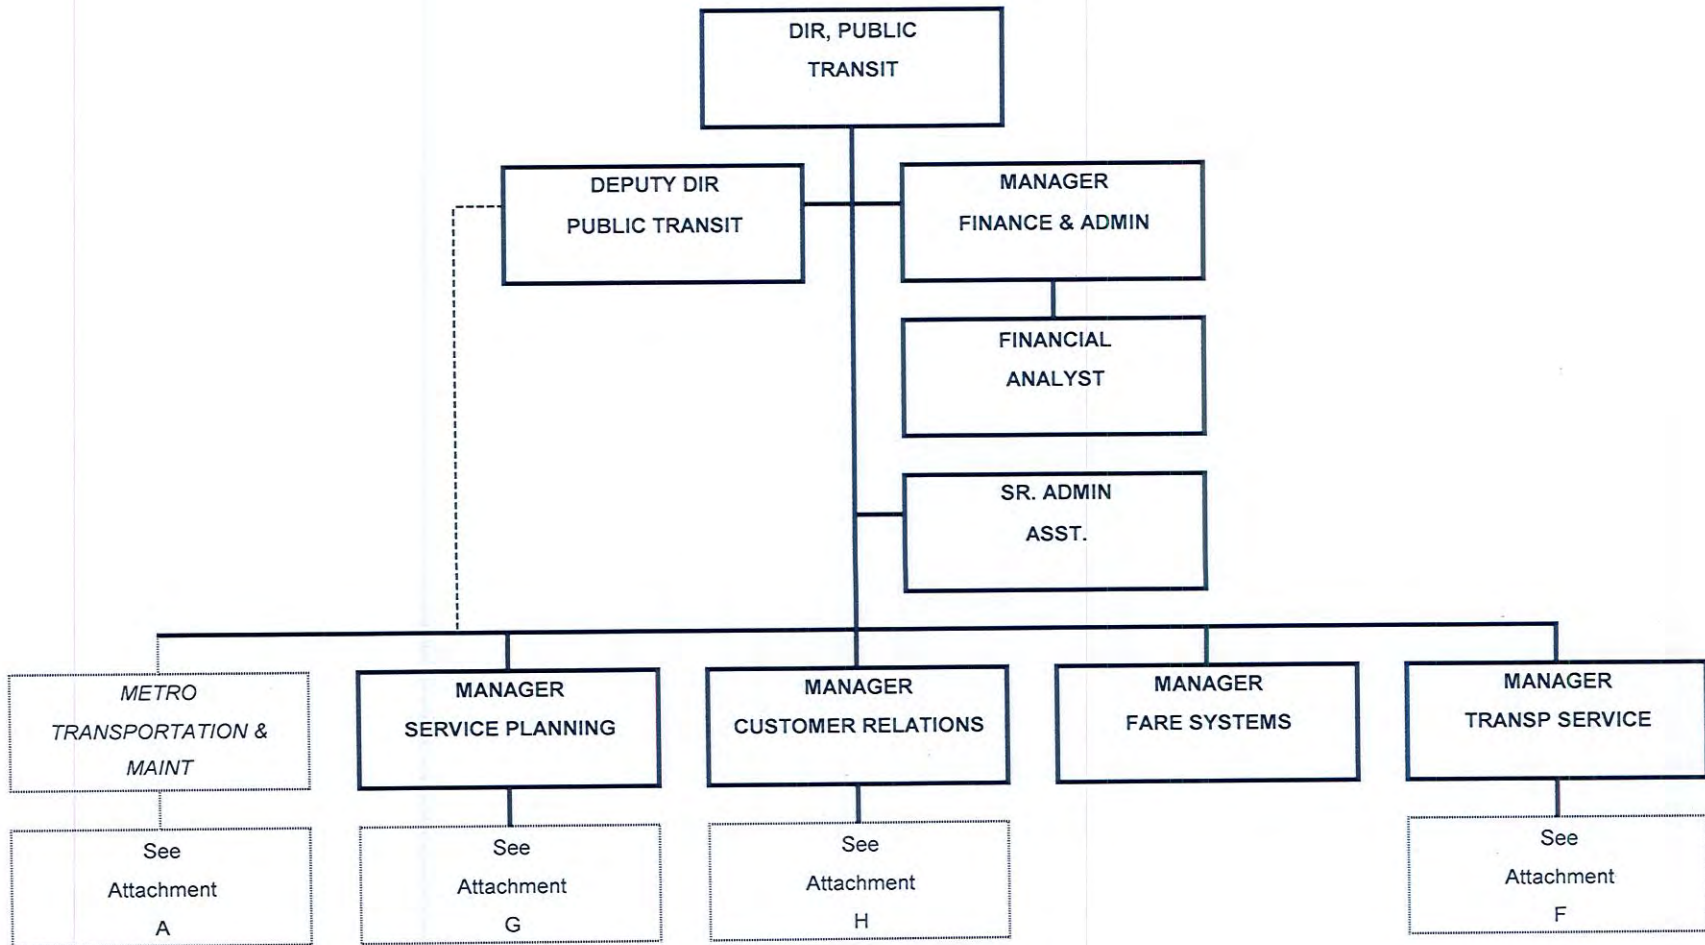 DIR, PUBLIC
TRANSIT
DEPUTY DIR
PUBLIC TRANSIT
MANAGER
FINANCE & ADMIN
FINANCIAL
ANALYST
SR. ADMIN
ASST.
METRO
TRANSPORTATION &
MAINT
MANAGER
SERVICE PLANNING
MANAGER
CUSTOMER RELATIONS
MANAGER
FARE SYSTEMS
MANAGER
TRANSP SERVICE
See
Attachment
A
See
Attachment
G
See
Attachment
H
See
Attachment
F